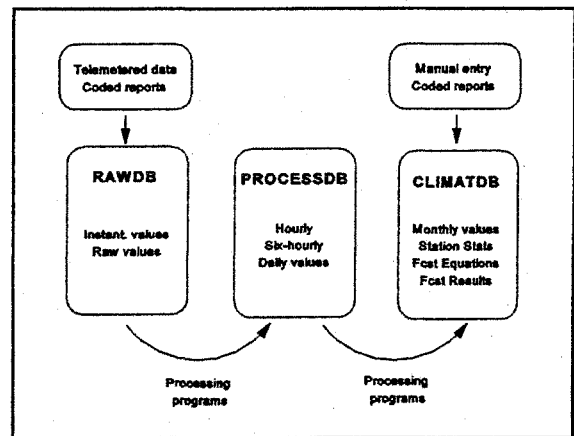 Telemetered data
Coded reports
Manual entry
Coded reports
RAWDB
Instant. values
Raw values
PROCESSDB
Hourly
Six-hourly
Daily values
CLIMATDB
Monthly values
Station Stats
Fcst Equations
Fcst Results
Processing
programs
Processing
programs